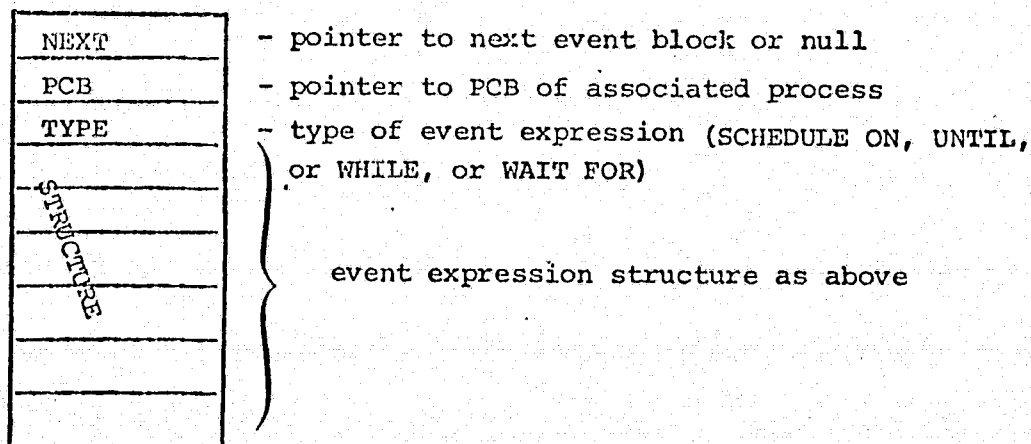 NEXT - pointer to next event block or null
PCB - pointer to PCB of associated process
TYPE - type of event expression (SCHEDULE ON, UNTIL,
or WHILE, or WAIT FOR)
STRUCTURE
event expression structure as above